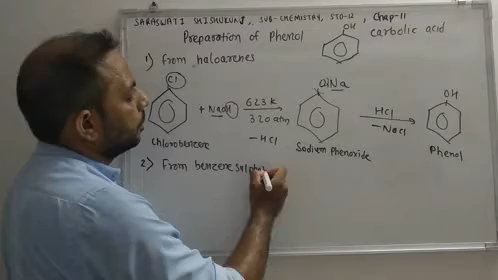 SARASWATI SHISHUKUNJ, SUB-CHEMISTRY, STD-12, Chap-11
Preparation of Phenol
OH
carbolic acid
1) From haloarenes
Cl
+ NaOH
623 K
320 atm
-HCl
ONa
HCl
-NaCl
OH
Chlorobenzene
Sodium Phenoxide
Phenol
2) From benzene sulph